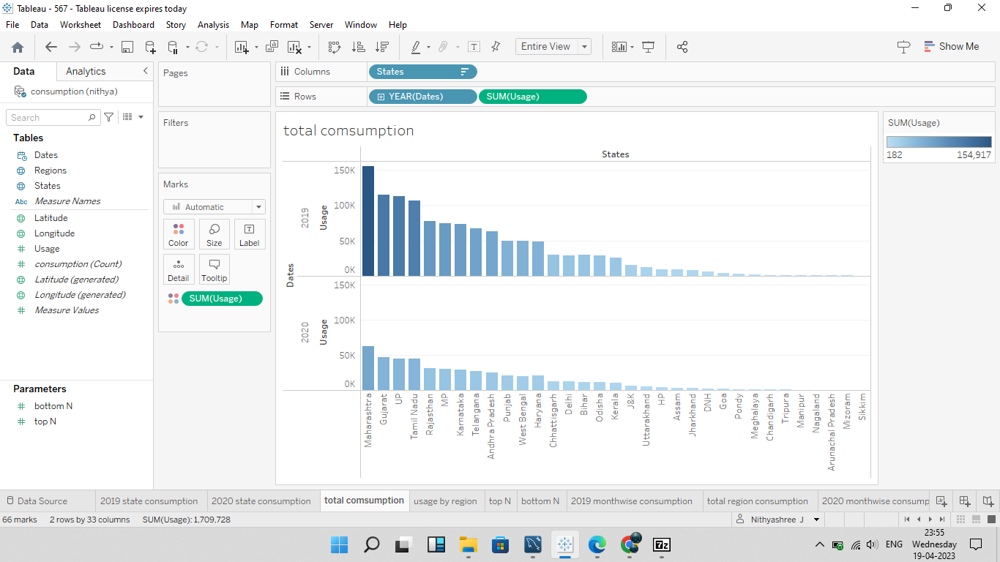 Tableau - 567 - Tableau license expires today
File Data Worksheet Dashboard Story Analysis Map Format Server Window Help
Entire View
Show Me
Data Analytics
consumption (nithya)
Search
Tables
Dates
Regions
States
Abc Measure Names
Latitude
Longitude
Usage
consumption (Count)
Latitude (generated)
Longitude (generated)
Measure Values
Parameters
bottom N
top N
Pages
Filters
Marks
Automatic
Color Size Label
Detail Tooltip
SUM(Usage)
Columns States
Rows YEAR(Dates) SUM(Usage)
total comsumption
States
Dates
2019
Usage
150K
100K
50K
0K
2020
Usage
150K
100K
50K
0K
Maharashtra
Gujarat
UP
Tamil Nadu
Rajasthan
MP
Karnataka
Telangana
Andhra Pradesh
Punjab
West Bengal
Haryana
Chhattisgarh
Delhi
Bihar
Odisha
Kerala
J&K
Uttarakhand
HP
Assam
Jharkhand
DNH
Goa
Pondy
Meghalaya
Chandigarh
Tripura
Manipur
Nagaland
Arunachal Pradesh
Mizoram
Sikkim
SUM(Usage)
182 154,917
Data Source 2019 state consumption 2020 state consumption total comsumption usage by region top N bottom N 2019 monthwise consumption total region consumption 2020 monthwise consump
66 marks 2 rows by 33 columns SUM(Usage): 1,709,728 Nithyashree J
7z
ENG
23:55
Wednesday
19-04-2023